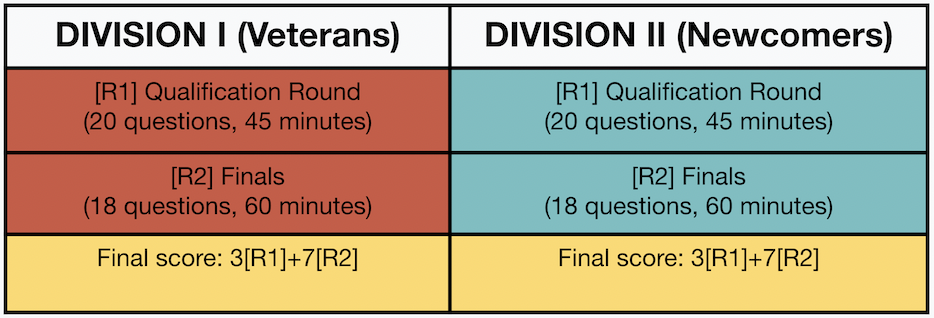 DIVISION I (Veterans)
DIVISION II (Newcomers)
[R1] Qualification Round
(20 questions, 45 minutes)
[R1] Qualification Round
(20 questions, 45 minutes)
[R2] Finals
(18 questions, 60 minutes)
[R2] Finals
(18 questions, 60 minutes)
Final score: 3[R1]+7[R2]
Final score: 3[R1]+7[R2]